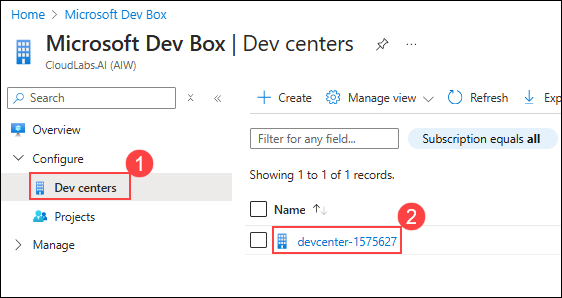 Home > Microsoft Dev Box
Microsoft Dev Box | Dev centers
CloudLabs.AI (AIW)
Search
Overview
Configure
1
Dev centers
Projects
Manage
+ Create Manage view Refresh Exp
Filter for any field...
Subscription equals all
Showing 1 to 1 of 1 records.
Name ↑↓
2
devcenter-1575627